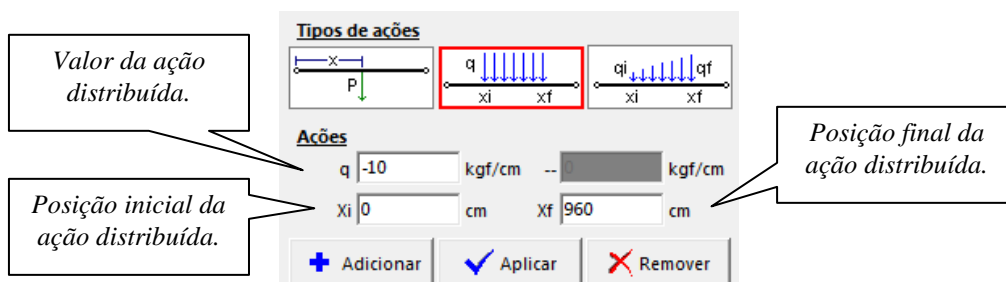 Tipos de ações
x
P
q
xi xf
qi qf
xi xf
Valor da ação
distribuída.
Ações
q -10 kgf/cm -- 0 kgf/cm
Xi 0 cm Xf 960 cm
Posição inicial da
ação distribuída.
Posição final da
ação distribuída.
Adicionar Aplicar Remover